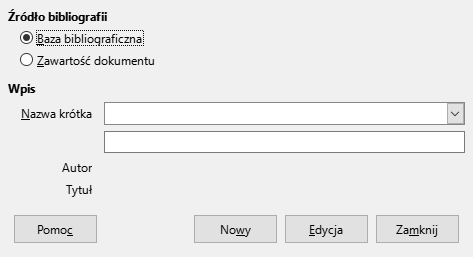 Źródło bibliografii
Baza bibliograficzna
Zawartość dokumentu
Wpis
Nazwa krótka
Autor
Tytuł
Pomoc Nowy Edycja Zamknij